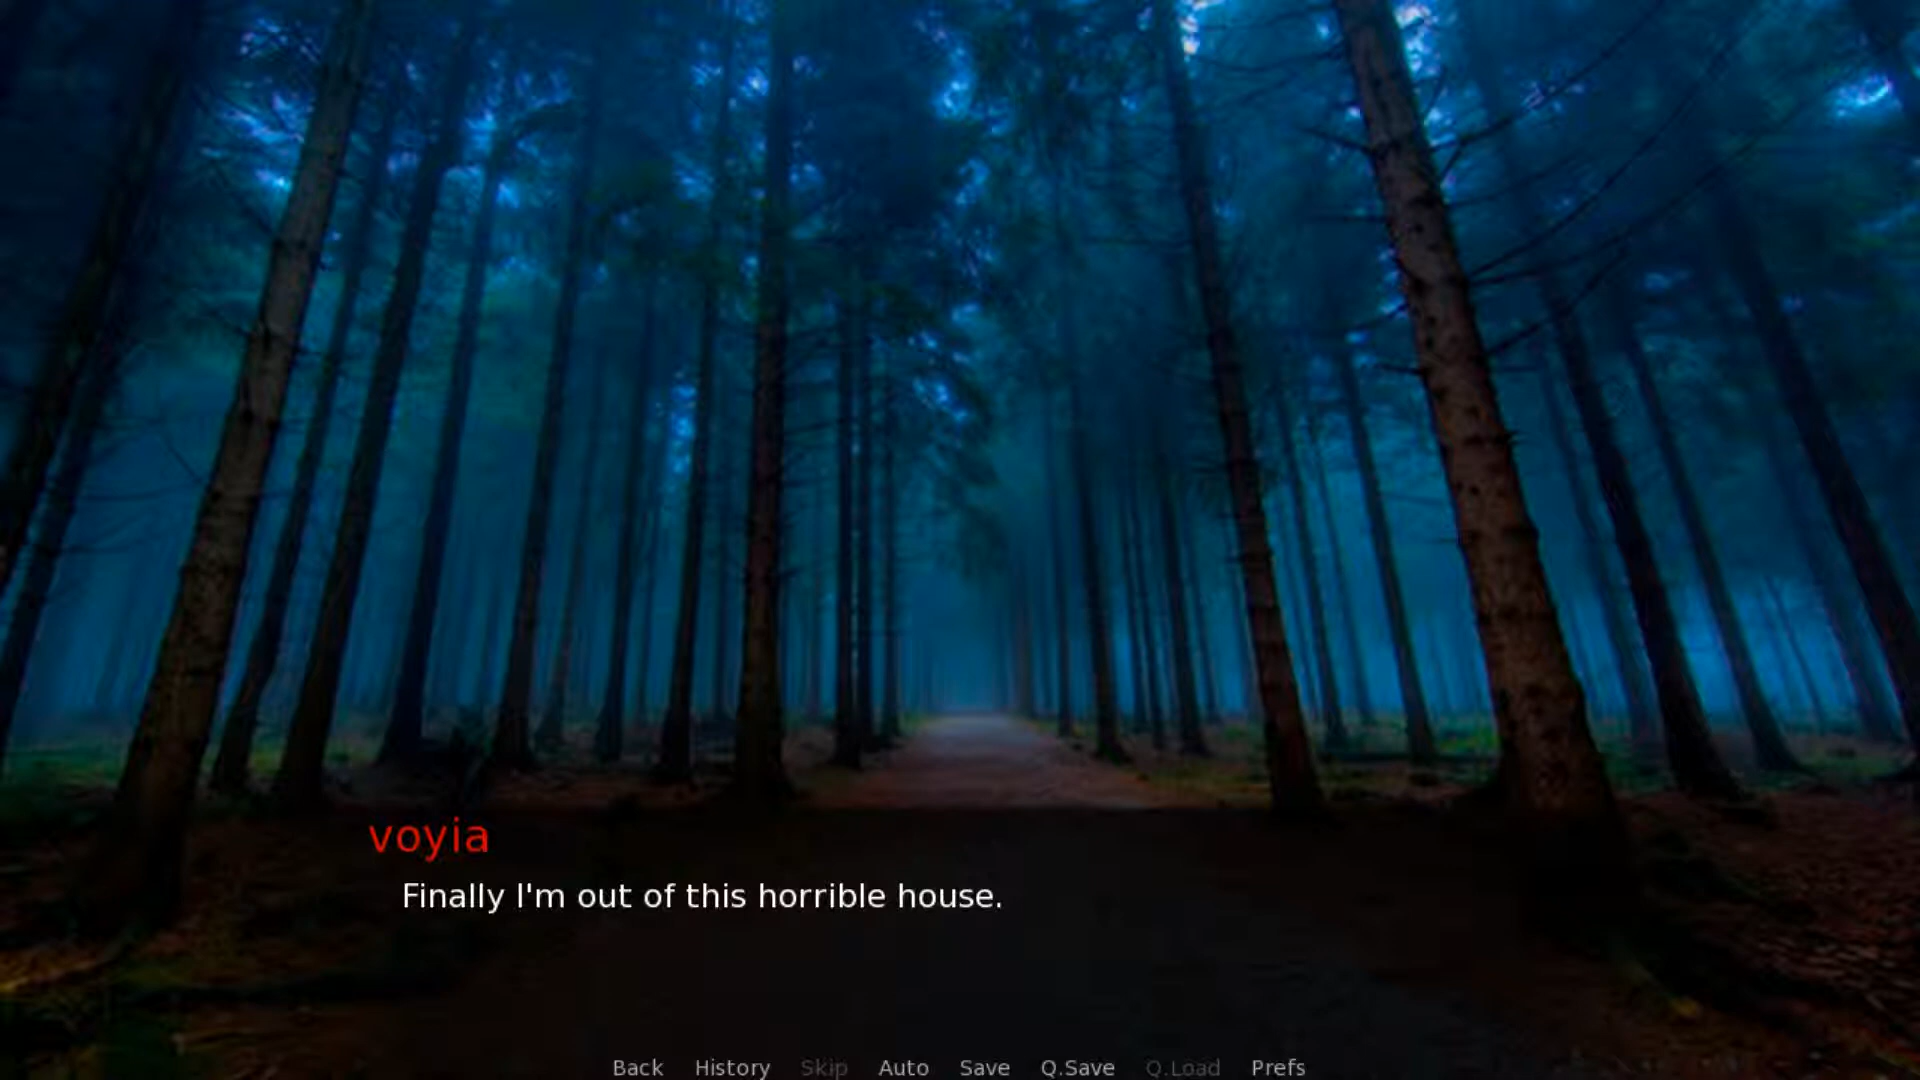 voyia
Finally I'm out of this horrible house.
Back History Skip Auto Save Q.Save Q.Load Prefs